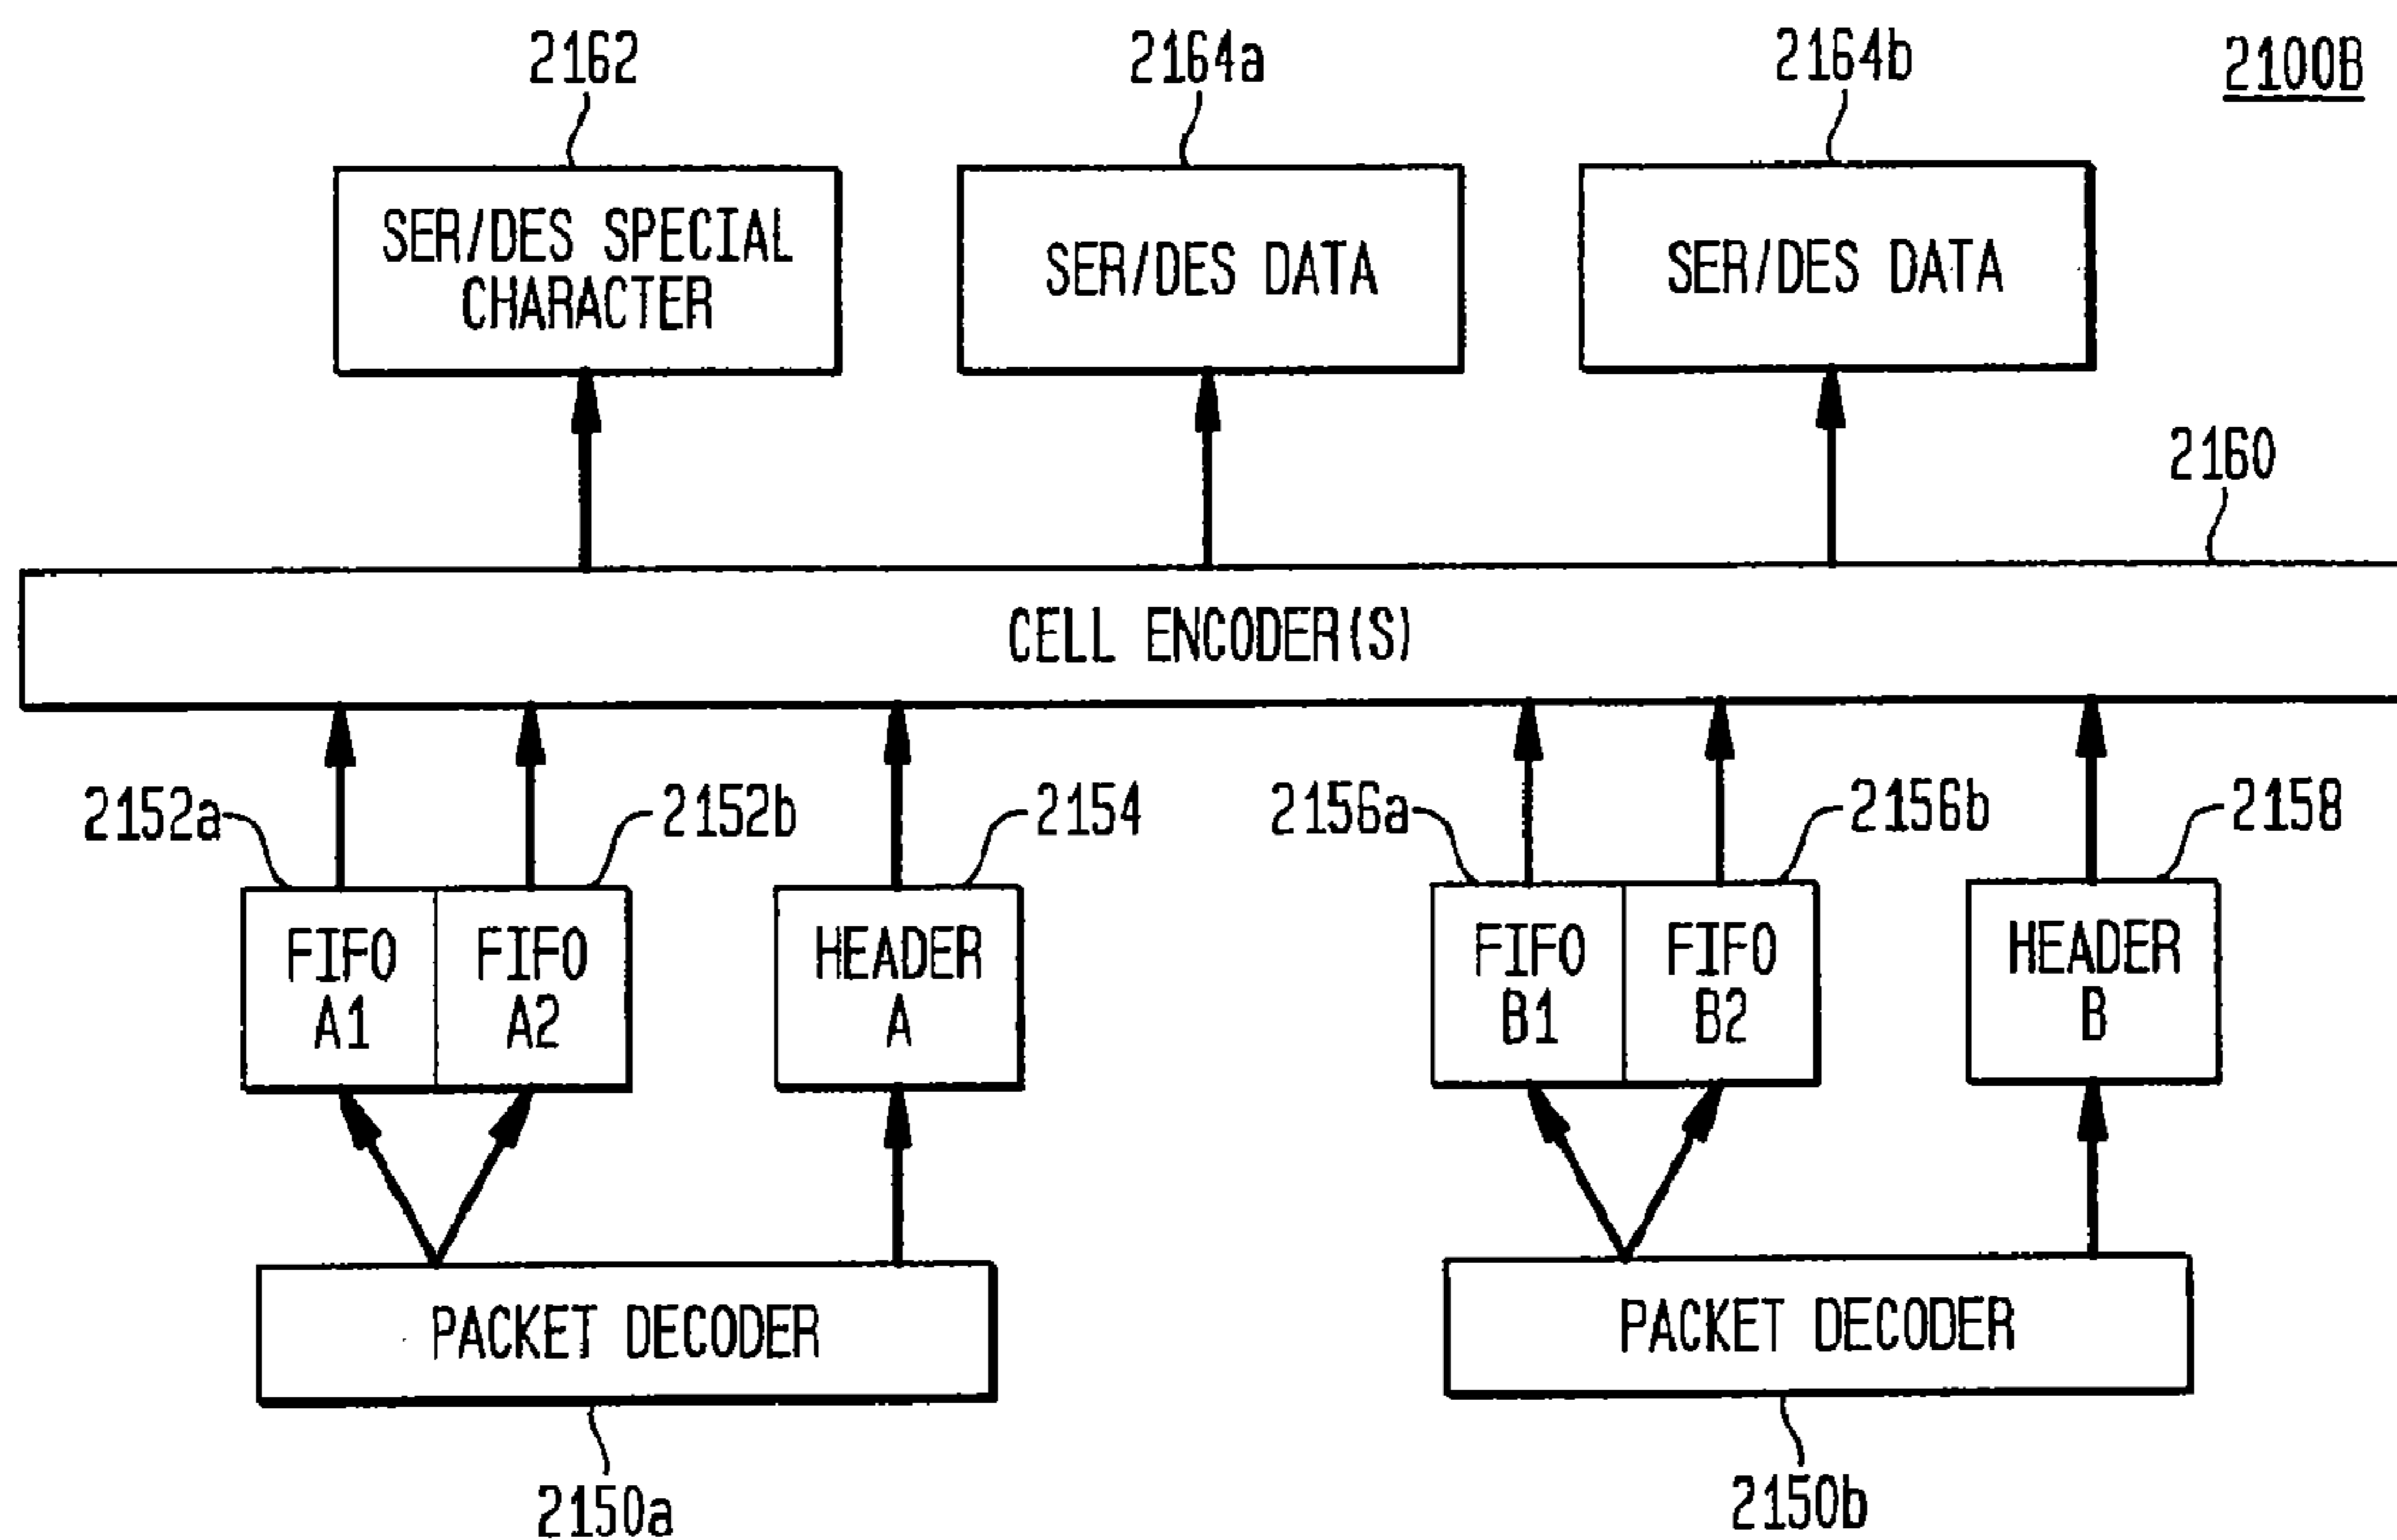 2162
2164a
2164b
2100B
SER/DES SPECIAL
CHARACTER
SER/DES DATA
SER/DES DATA
2160
CELL ENCODER(S)
2152a
2152b
2154
2156a
2156b
2158
FIFO
A1
FIFO
A2
HEADER
A
FIFO
B1
FIFO
B2
HEADER
B
PACKET DECODER
PACKET DECODER
2150a
2150b